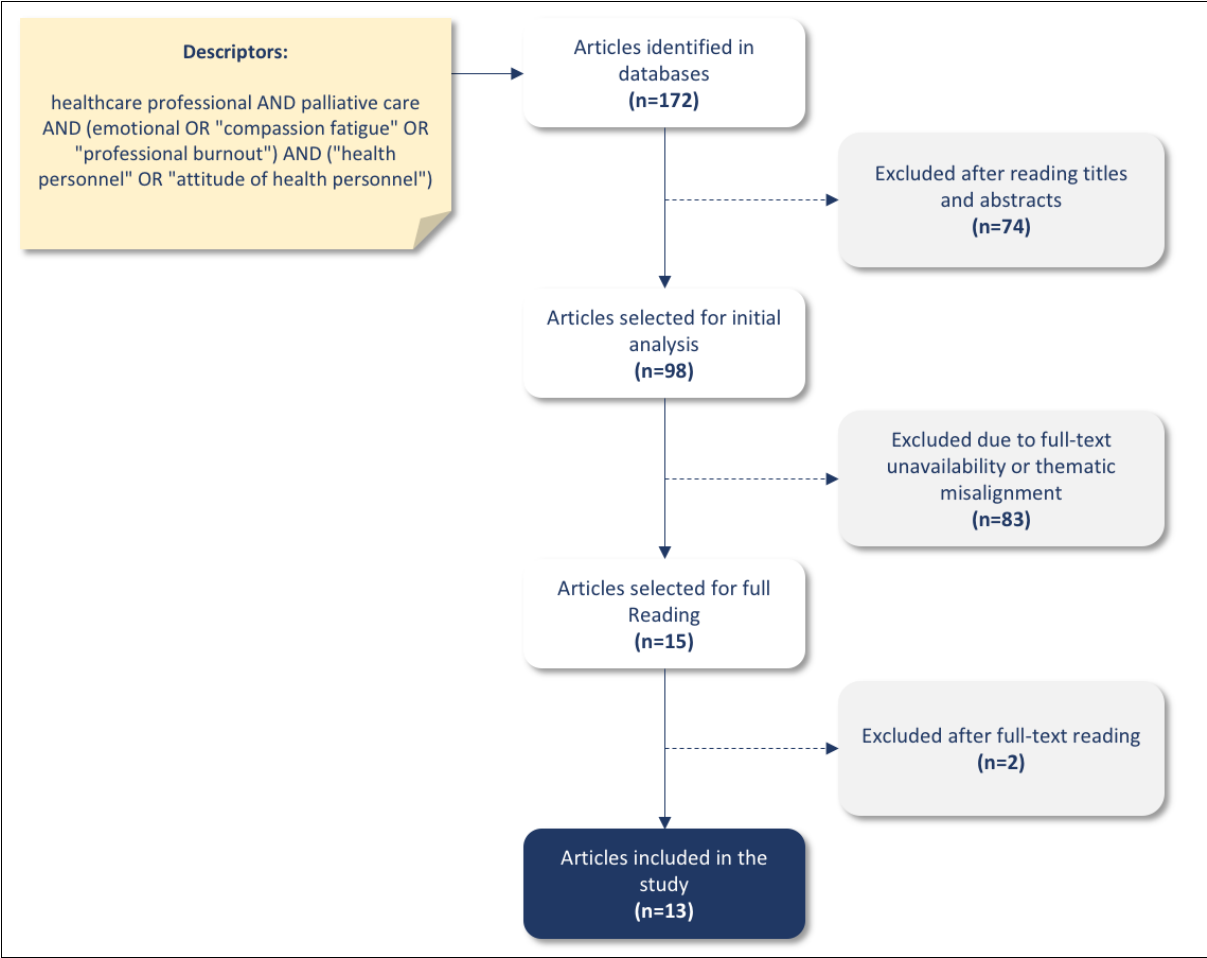 Descriptors:
healthcare professional AND palliative care
AND (emotional OR "compassion fatigue" OR
"professional burnout") AND ("health
personnel" OR "attitude of health personnel")
Articles identified in
databases
(n=172)
Excluded after reading titles
and abstracts
(n=74)
Articles selected for initial
analysis
(n=98)
Excluded due to full-text
unavailability or thematic
misalignment
(n=83)
Articles selected for full
Reading
(n=15)
Excluded after full-text reading
(n=2)
Articles included in the
study
(n=13)